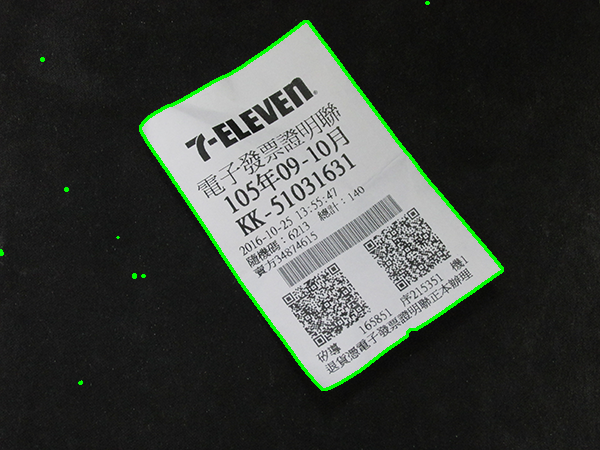 7-ELEVEN
電子發票證明聯
105年09-10月
KK-51031631
2016-10-25 13:55:47
隨機碼:6213 總計:140
賣方34874615
矽導 165851 序215351 機1
退貨憑電子發票證明聯正本辦理